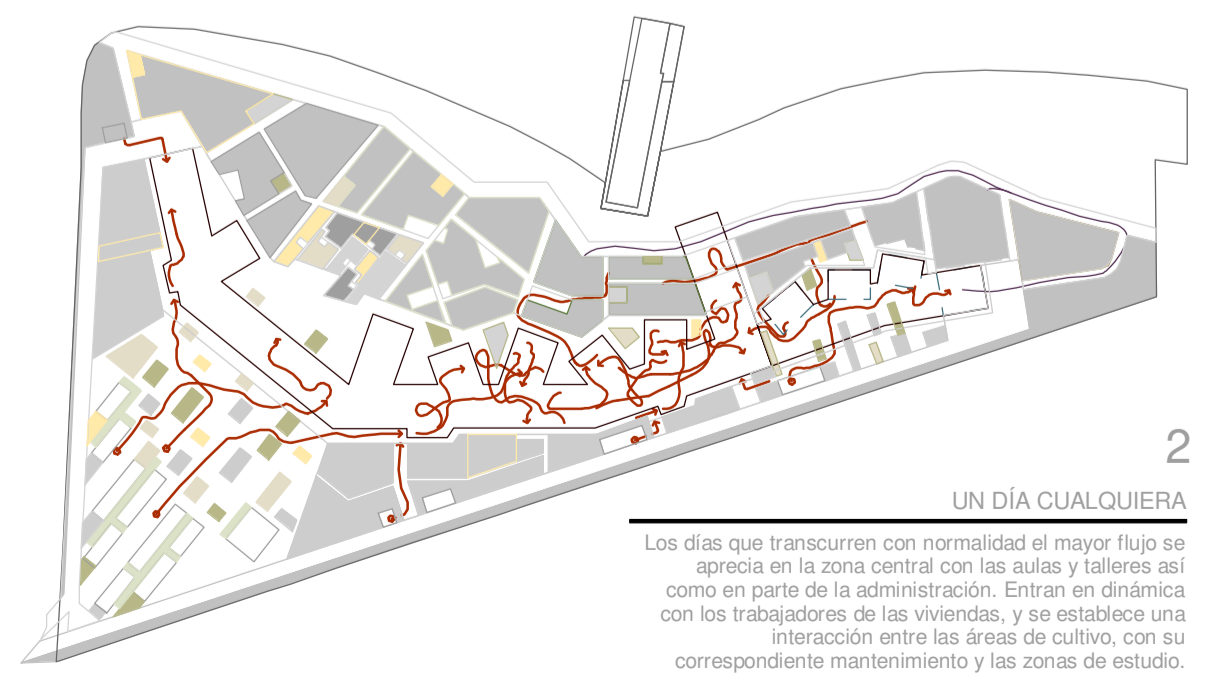 2
UN DÍA CUALQUIERA
Los días que transcurren con normalidad el mayor flujo se
aprecia en la zona central con las aulas y talleres así
como en parte de la administración. Entran en dinámica
con los trabajadores de las viviendas, y se establece una
interacción entre las áreas de cultivo, con su
correspondiente mantenimiento y las zonas de estudio.